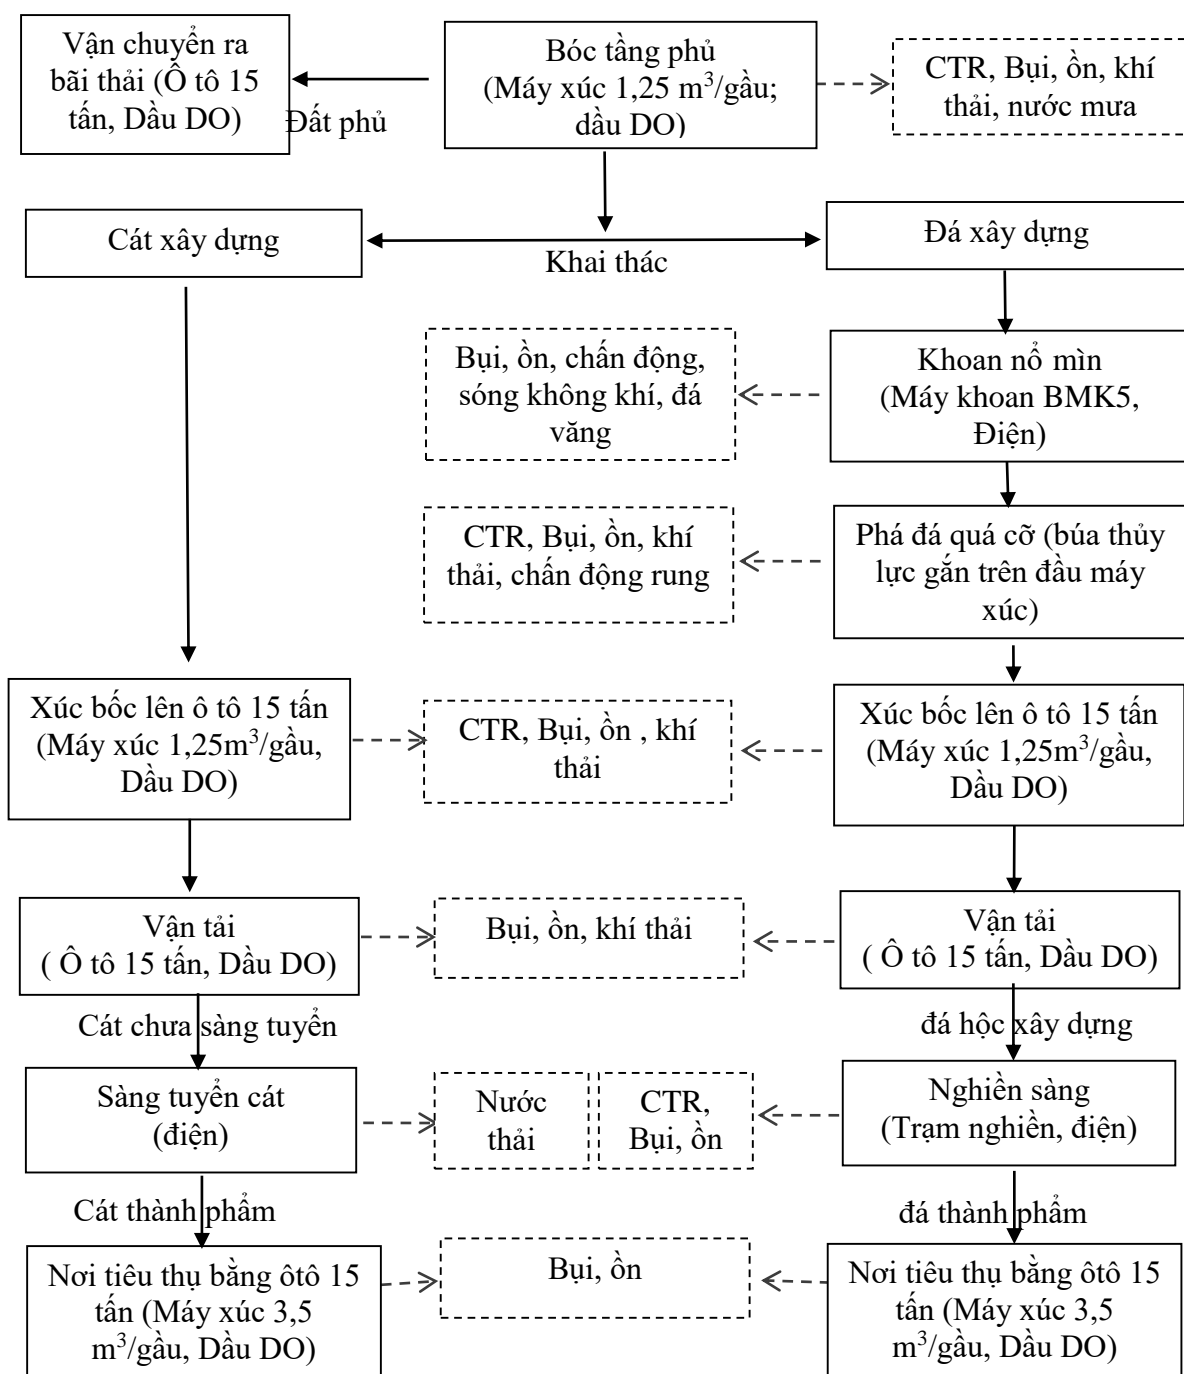 Vận chuyển ra
bãi thải (Ô tô 15
tấn, Dầu DO)
Đất phủ
Bóc tầng phủ
(Máy xúc 1,25 m³/gầu;
dầu DO)
CTR, Bụi, ồn, khí
thải, nước mưa
Cát xây dựng
Khai thác
Đá xây dựng
Bụi, ồn, chấn động,
sóng không khí, đá
văng
Khoan nổ mìn
(Máy khoan BMK5,
Điện)
CTR, Bụi, ồn, khí
thải, chấn động rung
Phá đá quá cỡ (búa thủy
lực gắn trên đầu máy
xúc)
Xúc bốc lên ô tô 15 tấn
(Máy xúc 1,25m³/gầu,
Dầu DO)
CTR, Bụi, ồn , khí
thải
Xúc bốc lên ô tô 15 tấn
(Máy xúc 1,25m³/gầu,
Dầu DO)
Vận tải
( Ô tô 15 tấn, Dầu DO)
Bụi, ồn, khí thải
Vận tải
( Ô tô 15 tấn, Dầu DO)
Cát chưa sàng tuyển
đá hộc xây dựng
Sàng tuyển cát
(điện)
Nước
thải
CTR,
Bụi, ồn
Nghiền sàng
(Trạm nghiền, điện)
Cát thành phẩm
đá thành phẩm
Nơi tiêu thụ bằng ôtô 15
tấn (Máy xúc 3,5
m³/gầu, Dầu DO)
Bụi, ồn
Nơi tiêu thụ bằng ôtô 15
tấn (Máy xúc 3,5
m³/gầu, Dầu DO)